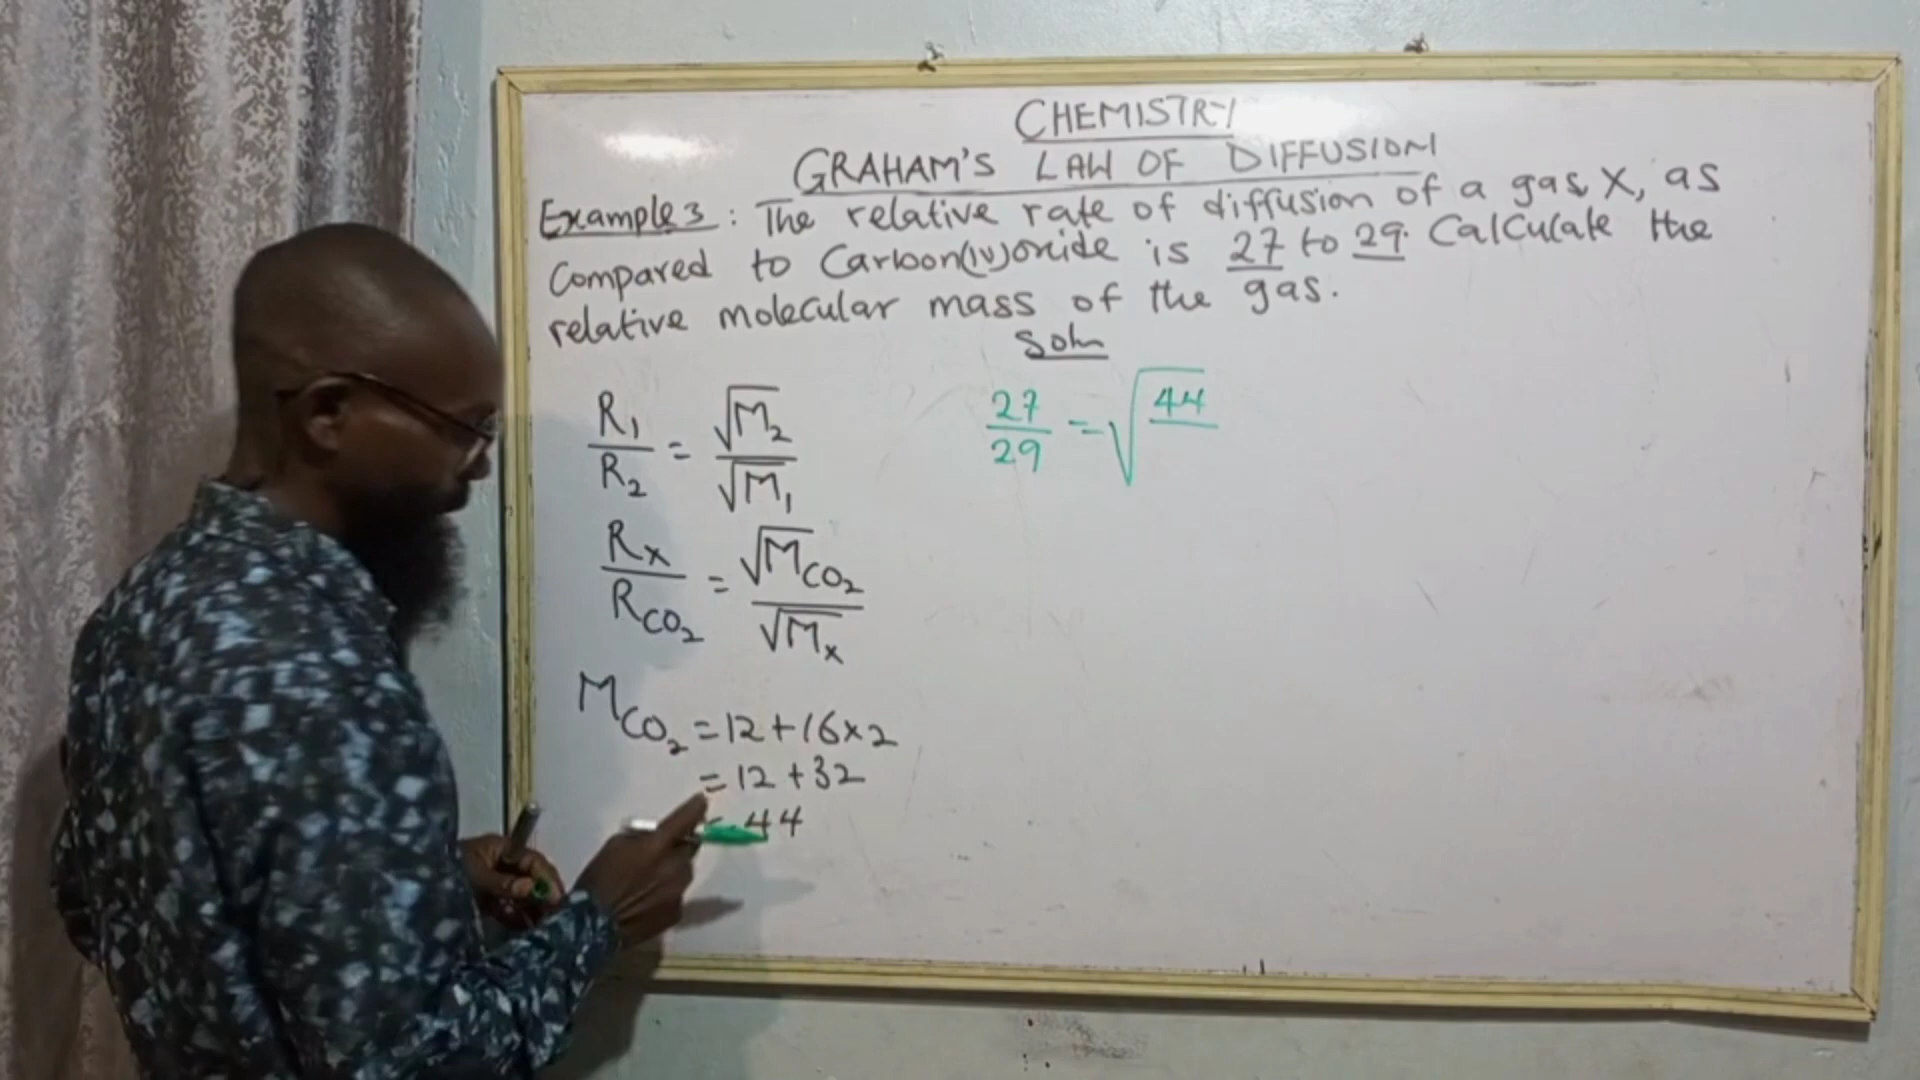 CHEMISTRY
GRAHAM'S LAW OF DIFFUSION
Example 3: The relative rate of diffusion of a gas X, as
Compared to Carbon(iv)oxide is 27 to 29. Calculate the
relative molecular mass of the gas.
Soln
R₁/R₂ = √M₂/√M₁
27/29 = √44
Rx/RCO₂ = √MCO₂/√Mx
MCO₂ = 12+16×2
= 12+32
= 44